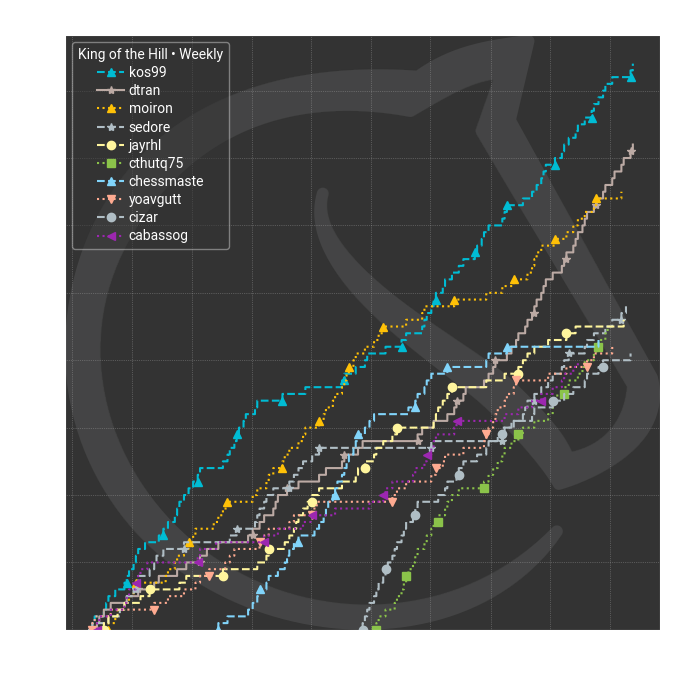 King of the Hill • Weekly
kos99
dtran
moiron
sedore
jayrhl
cthutq75
chessmaste
yoavgutt
cizar
cabassog